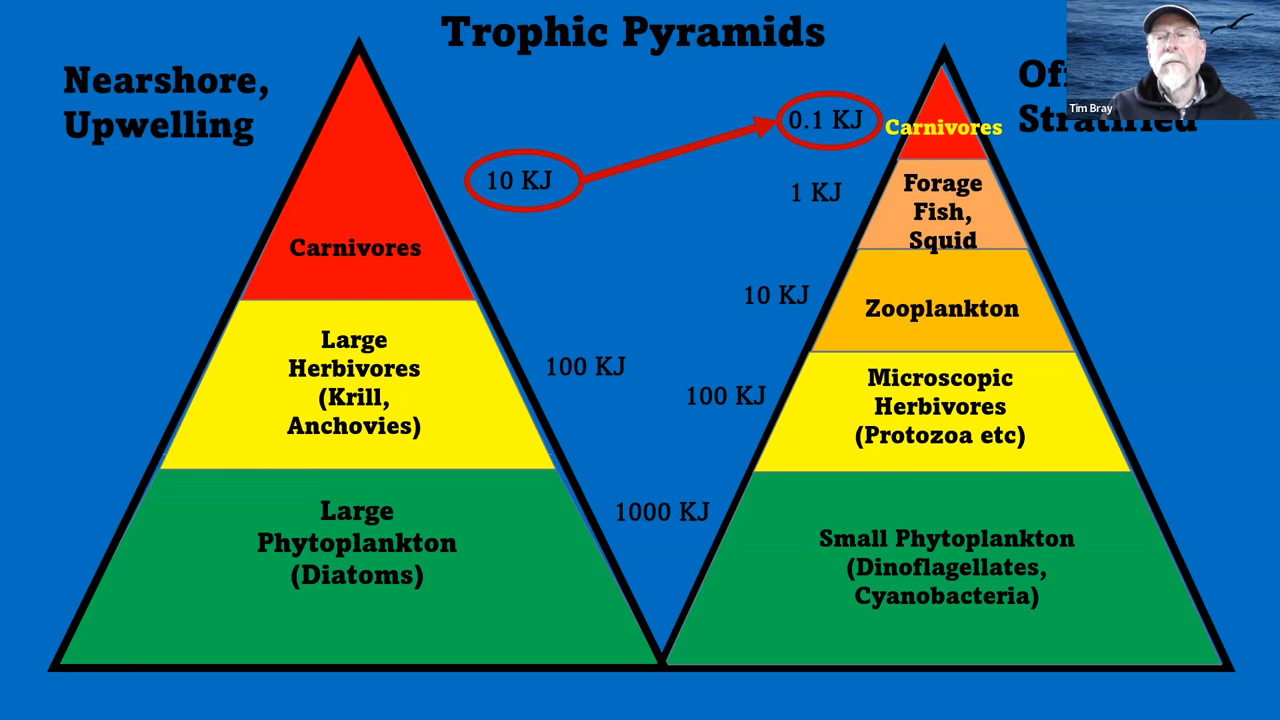 Trophic Pyramids
Nearshore,
Upwelling
10 KJ
Carnivores
Large
Herbivores
(Krill,
Anchovies)
100 KJ
Large
Phytoplankton
(Diatoms)
1000 KJ
Stratified
Tim Bray
0.1 KJ
Carnivores
1 KJ
Forage
Fish,
Squid
10 KJ
Zooplankton
100 KJ
Microscopic
Herbivores
(Protozoa etc)
Small Phytoplankton
(Dinoflagellates,
Cyanobacteria)